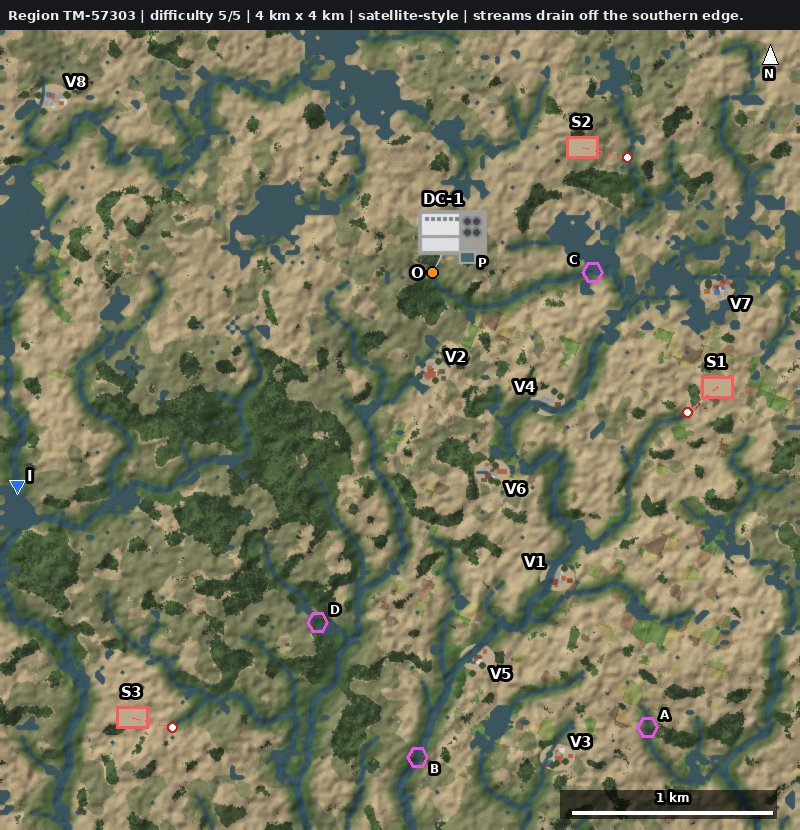 Region TM-57303 | difficulty 5/5 | 4 km x 4 km | satellite-style | streams drain off the southern edge.
N
V8
S2
DC-1
O
P
C
V7
V2
S1
V4
I
V6
V1
D
V5
S3
A
V3
B
1 km